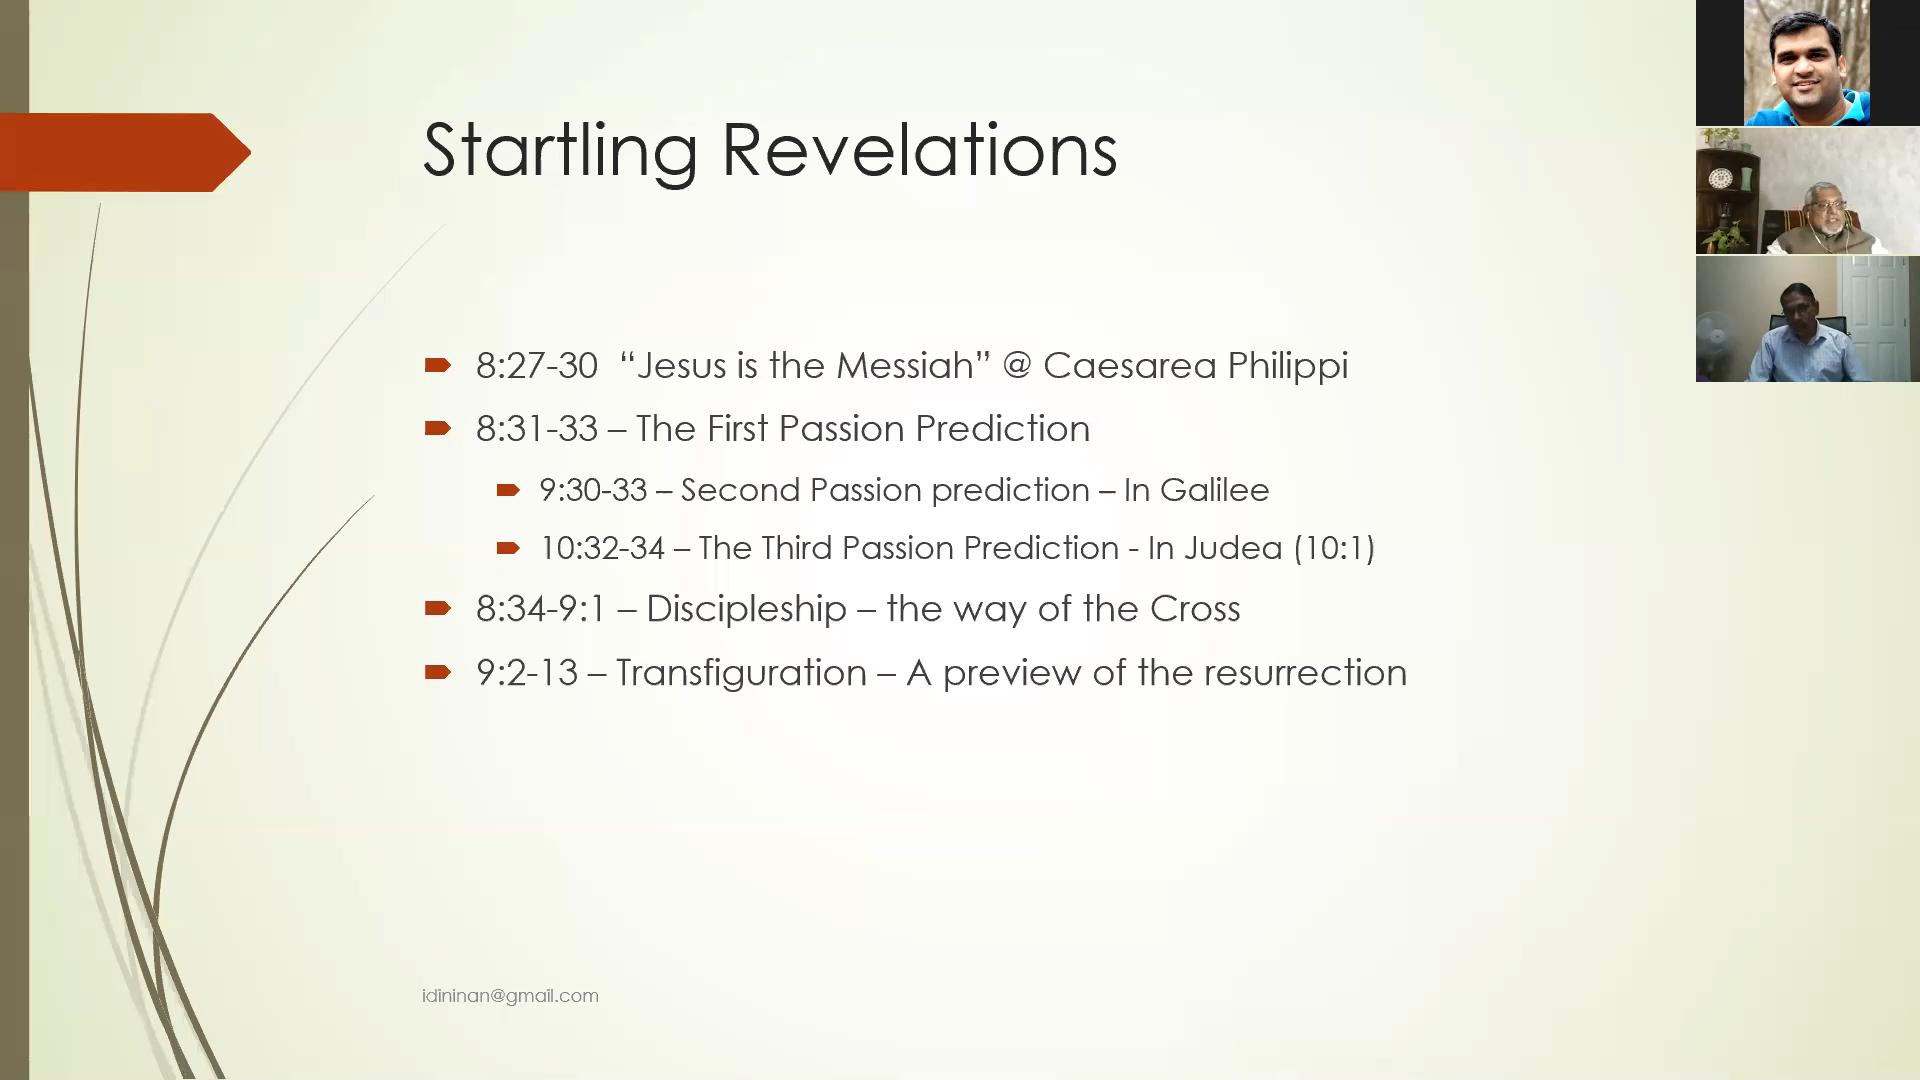 Startling Revelations
8:27-30  “Jesus is the Messiah” @ Caesarea Philippi
8:31-33 – The First Passion Prediction
9:30-33 – Second Passion prediction – In Galilee
10:32-34 – The Third Passion Prediction - In Judea (10:1)
8:34-9:1 – Discipleship – the way of the Cross
9:2-13 – Transfiguration – A preview of the resurrection
idininan@gmail.com